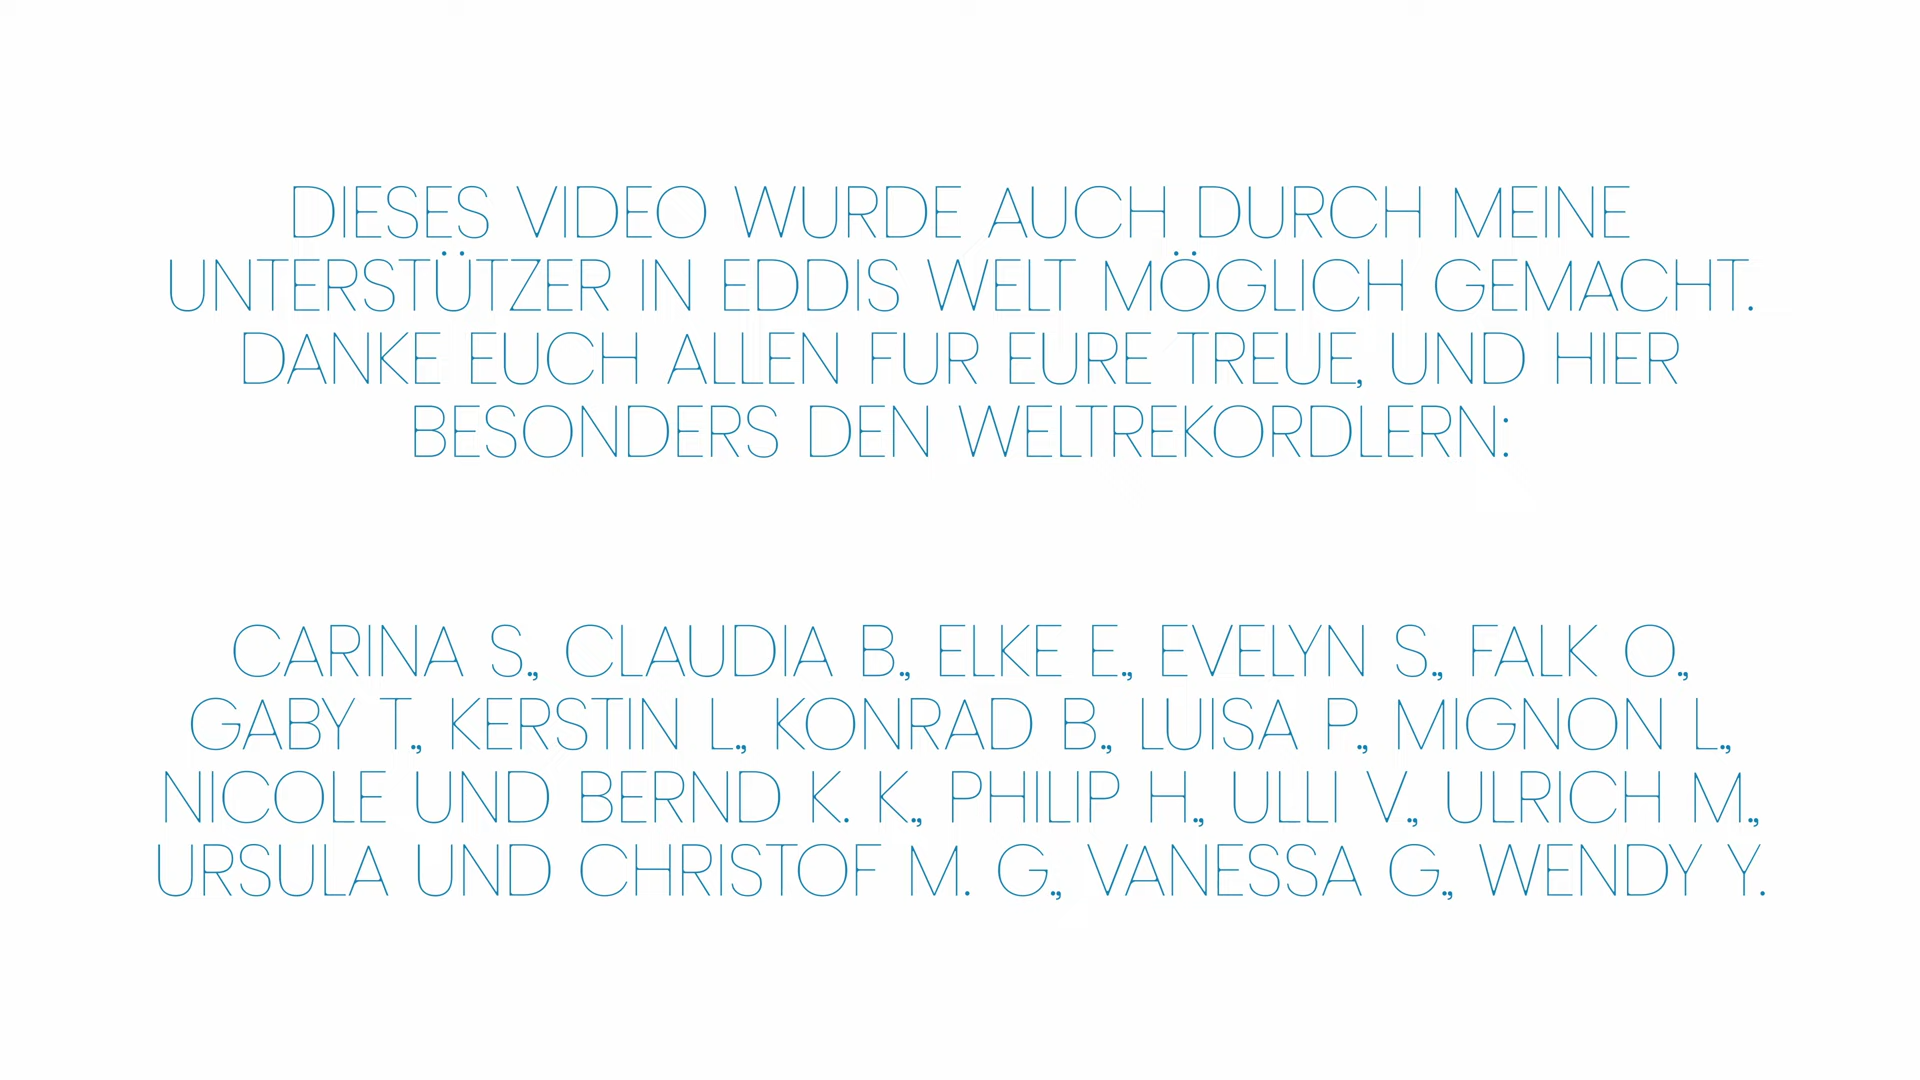 DIESES VIDEO WURDE AUCH DURCH MEINE
UNTERSTÜTZER IN EDDIS WELT MÖGLICH GEMACHT.
DANKE EUCH ALLEN FUR EURE TREUE, UND HIER
BESONDERS DEN WELTREKORDLERN:
CARINA S., CLAUDIA B., ELKE E., EVELYN S., FALK O.,
GABY T., KERSTIN L., KONRAD B., LUISA P., MIGNON L.,
NICOLE UND BERND K. K., PHILIP H., ULLI V., ULRICH M.,
URSULA UND CHRISTOF M. G., VANESSA G., WENDY Y.